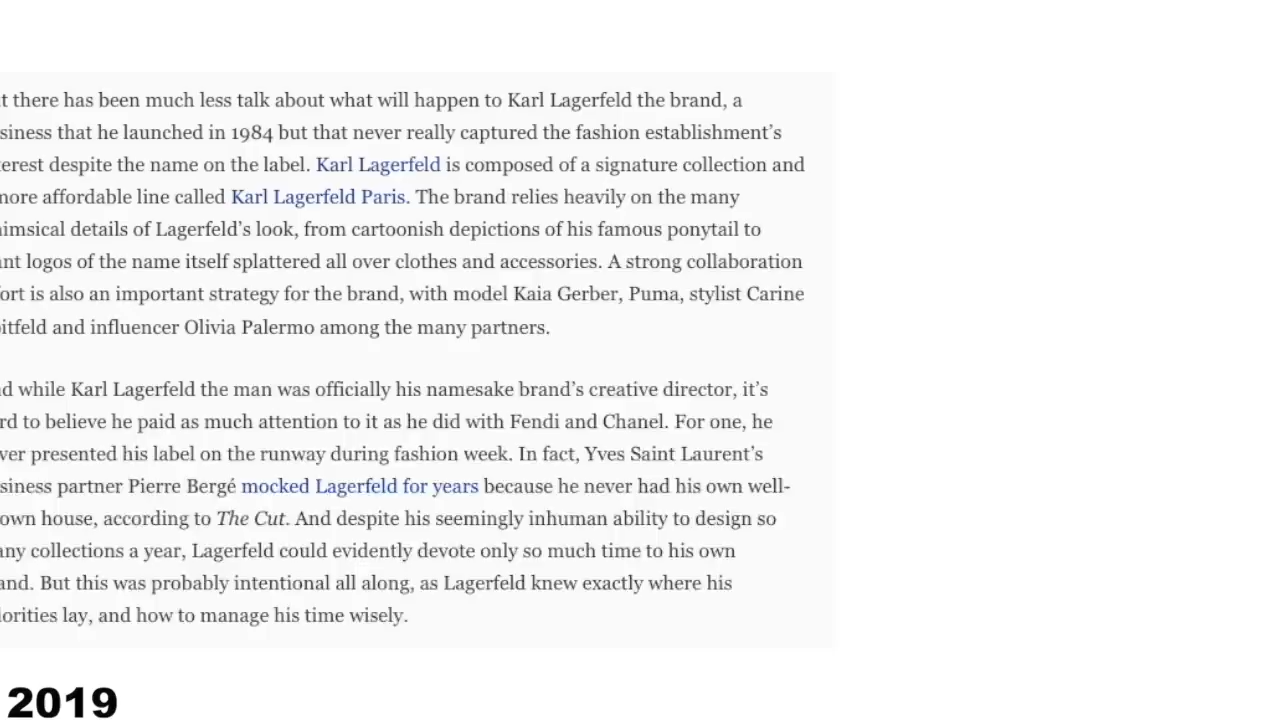 t there has been much less talk about what will happen to Karl Lagerfeld the brand, a
siness that he launched in 1984 but that never really captured the fashion establishment’s
terest despite the name on the label. Karl Lagerfeld is composed of a signature collection and
more affordable line called Karl Lagerfeld Paris. The brand relies heavily on the many
himsical details of Lagerfeld’s look, from cartoonish depictions of his famous ponytail to
ant logos of the name itself splattered all over clothes and accessories. A strong collaboration
fort is also an important strategy for the brand, with model Kaia Gerber, Puma, stylist Carine
oitfeld and influencer Olivia Palermo among the many partners.
nd while Karl Lagerfeld the man was officially his namesake brand’s creative director, it’s
rd to believe he paid as much attention to it as he did with Fendi and Chanel. For one, he
ver presented his label on the runway during fashion week. In fact, Yves Saint Laurent’s
siness partner Pierre Bergé mocked Lagerfeld for years because he never had his own well-
own house, according to The Cut. And despite his seemingly inhuman ability to design so
any collections a year, Lagerfeld could evidently devote only so much time to his own
and. But this was probably intentional all along, as Lagerfeld knew exactly where his
iorities lay, and how to manage his time wisely.
2019